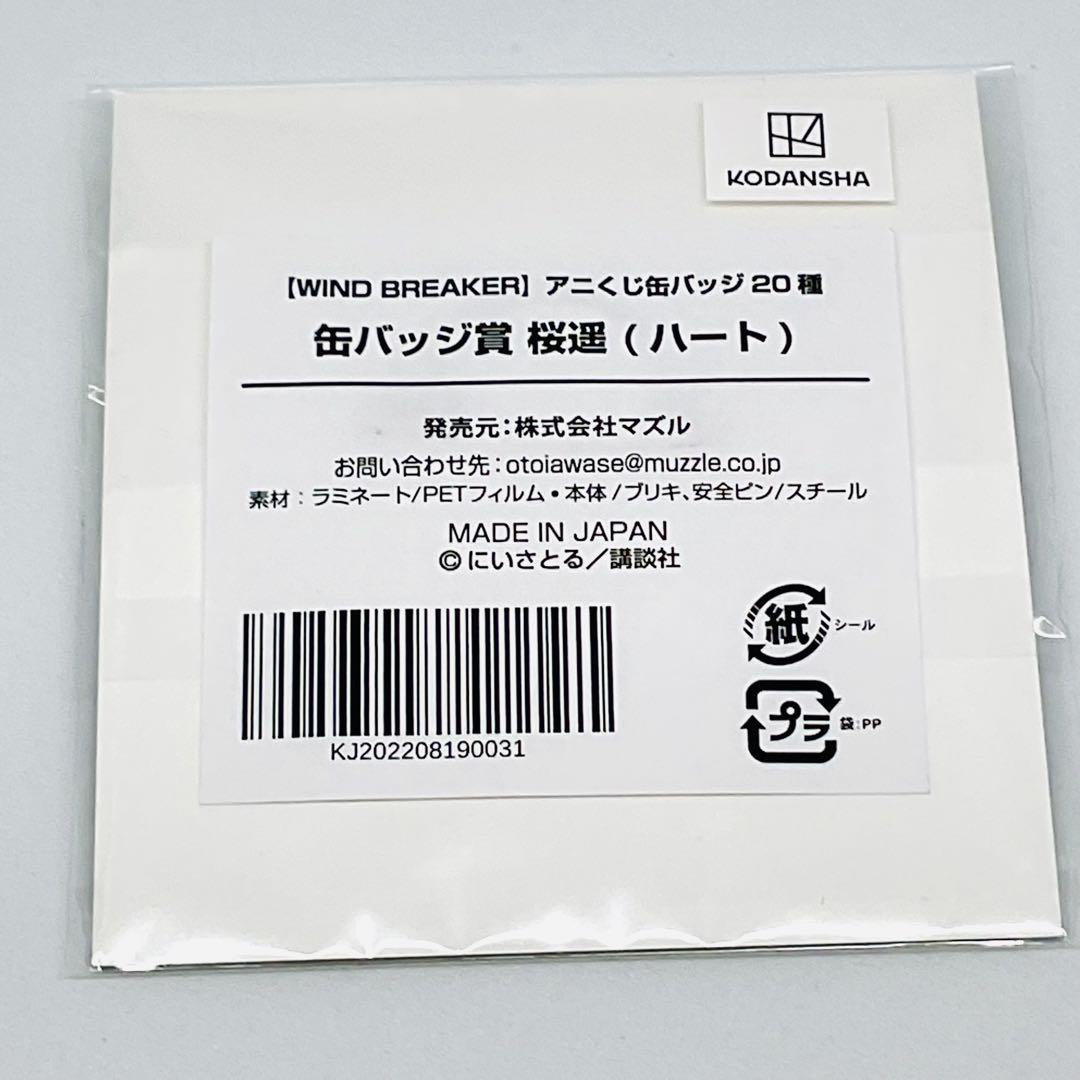 KODANSHA
【WIND BREAKER】アニくじ缶バッジ20種
缶バッジ賞 桜遥(ハート)
発売元:株式会社マズル
お問い合わせ先:otoiawase@muzzle.co.jp
素材:ラミネート/PETフィルム・本体/ブリキ、安全ピン/スチール
MADE IN JAPAN
©にいさとる/講談社
KJ202208190031
紙 シール
プラ 袋:PP